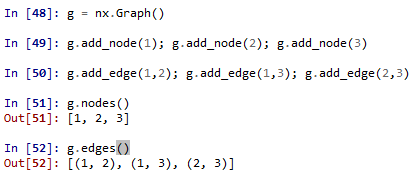 In [48]: g = nx.Graph()
In [49]: g.add_node(1); g.add_node(2); g.add_node(3)
In [50]: g.add_edge(1,2); g.add_edge(1,3); g.add_edge(2,3)
In [51]: g.nodes()
Out[51]: [1, 2, 3]
In [52]: g.edges()
Out[52]: [(1, 2), (1, 3), (2, 3)]